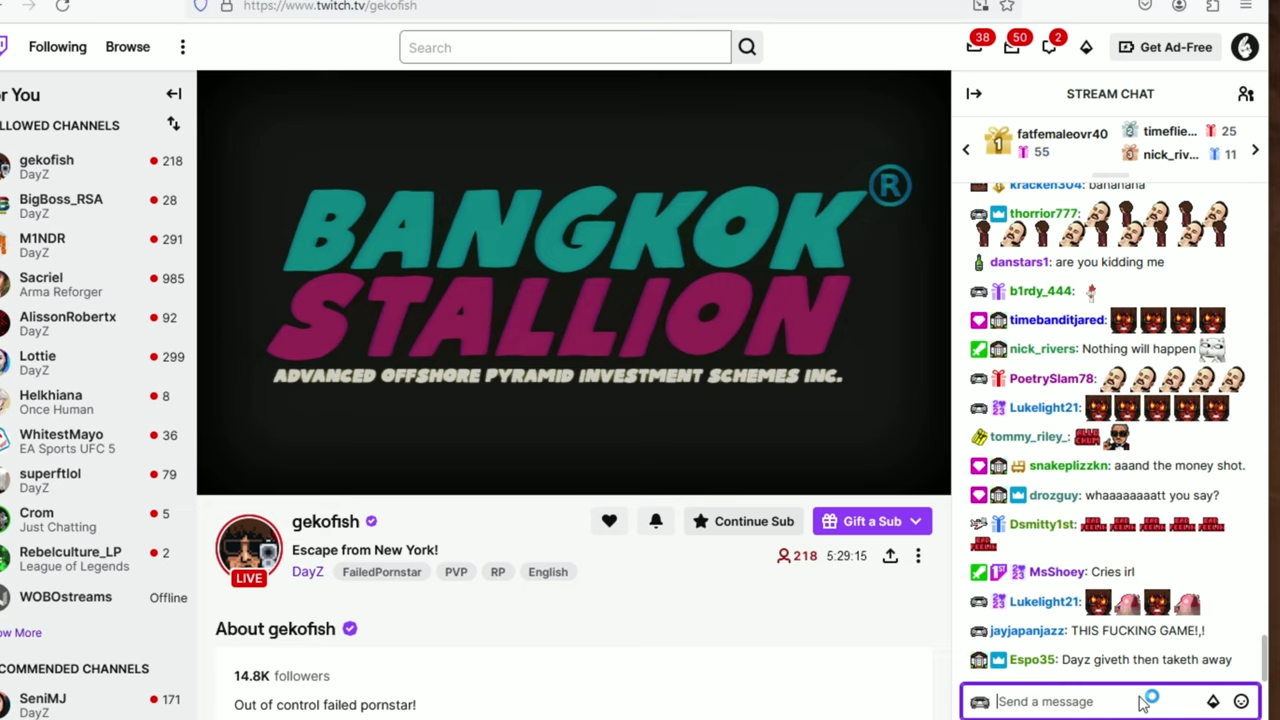 https://www.twitch.tv/gekofish
Following
Browse
Search
38
50
2
Get Ad-Free
or You
LLOWED CHANNELS
gekofish
218
DayZ
BigBoss_RSA
28
DayZ
M1NDR
291
DayZ
Sacriel
985
Arma Reforger
AlissonRobertx
92
DayZ
Lottie
299
DayZ
Helkhiana
8
Once Human
WhitestMayo
36
EA Sports UFC 5
superftlol
79
DayZ
Crom
5
Just Chatting
Rebelculture_LP
2
League of Legends
WOBOstreams
Offline
ow More
COMMENDED CHANNELS
SeniMJ
171
DayZ
BANGKOK ®
STALLION
ADVANCED OFFSHORE PYRAMID INVESTMENT SCHEMES INC.
LIVE
gekofish
Escape from New York!
DayZ
FailedPornstar
PVP
RP
English
Continue Sub
Gift a Sub
218
5:29:15
About gekofish
14.8K followers
Out of control failed pornstar!
STREAM CHAT
1
fatfemaleovr40
55
timeflie...
25
nick_riv...
11
kracken304: bananana
thorrior777:
danstars1: are you kidding me
b1rdy_444:
timebanditjared:
nick_rivers: Nothing will happen
PoetrySlam78:
Lukelight21:
tommy_riley_:
snakeplizzkn: aaand the money shot.
drozguy: whaaaaaaaatt you say?
Dsmitty1st:
MsShoey: Cries irl
Lukelight21:
jayjapanjazz: THIS FUCKING GAME!,!
Espo35: Dayz giveth then taketh away
Send a message